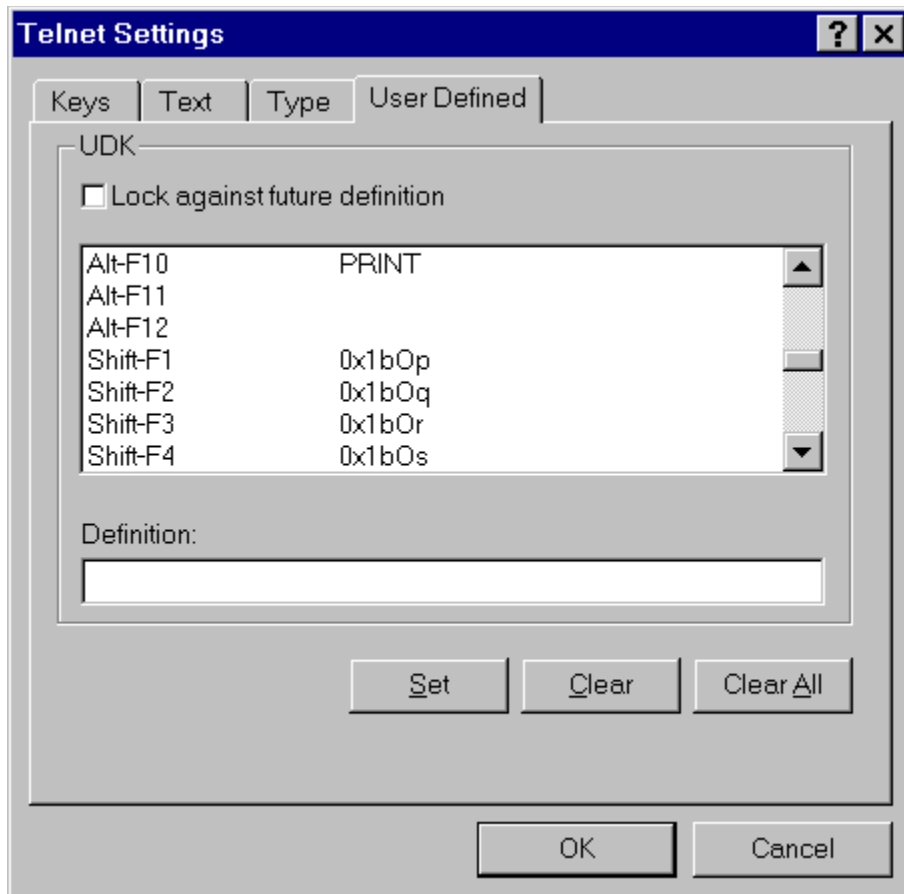 Telnet Settings
Keys Text Type User Defined
UDK
Lock against future definition
Alt-F10 PRINT
Alt-F11
Alt-F12
Shift-F1 0x1bOp
Shift-F2 0x1bOq
Shift-F3 0x1bOr
Shift-F4 0x1bOs
Definition:
Set Clear Clear All
OK Cancel